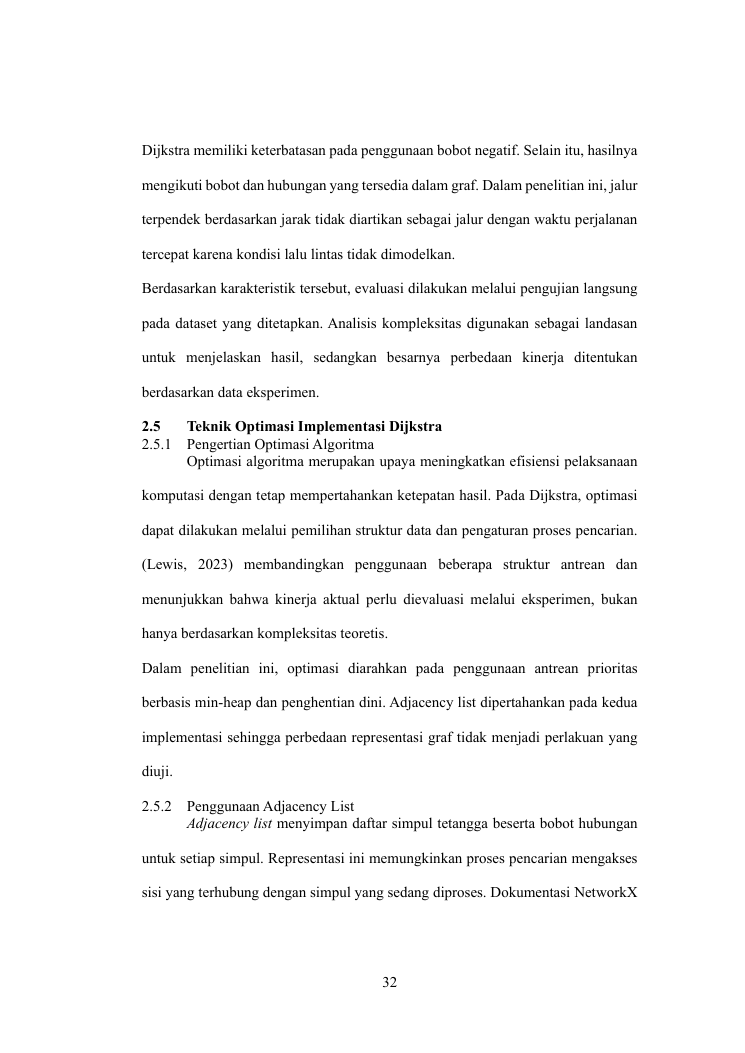 Dijkstra memiliki keterbatasan pada penggunaan bobot negatif. Selain itu, hasilnya
mengikuti bobot dan hubungan yang tersedia dalam graf. Dalam penelitian ini, jalur
terpendek berdasarkan jarak tidak diartikan sebagai jalur dengan waktu perjalanan
tercepat karena kondisi lalu lintas tidak dimodelkan.
Berdasarkan karakteristik tersebut, evaluasi dilakukan melalui pengujian langsung
pada dataset yang ditetapkan. Analisis kompleksitas digunakan sebagai landasan
untuk menjelaskan hasil, sedangkan besarnya perbedaan kinerja ditentukan
berdasarkan data eksperimen.
2.5 Teknik Optimasi Implementasi Dijkstra
2.5.1 Pengertian Optimasi Algoritma
Optimasi algoritma merupakan upaya meningkatkan efisiensi pelaksanaan
komputasi dengan tetap mempertahankan ketepatan hasil. Pada Dijkstra, optimasi
dapat dilakukan melalui pemilihan struktur data dan pengaturan proses pencarian.
(Lewis, 2023) membandingkan penggunaan beberapa struktur antrean dan
menunjukkan bahwa kinerja aktual perlu dievaluasi melalui eksperimen, bukan
hanya berdasarkan kompleksitas teoretis.
Dalam penelitian ini, optimasi diarahkan pada penggunaan antrean prioritas
berbasis min-heap dan penghentian dini. Adjacency list dipertahankan pada kedua
implementasi sehingga perbedaan representasi graf tidak menjadi perlakuan yang
diuji.
2.5.2 Penggunaan Adjacency List
Adjacency list menyimpan daftar simpul tetangga beserta bobot hubungan
untuk setiap simpul. Representasi ini memungkinkan proses pencarian mengakses
sisi yang terhubung dengan simpul yang sedang diproses. Dokumentasi NetworkX
32